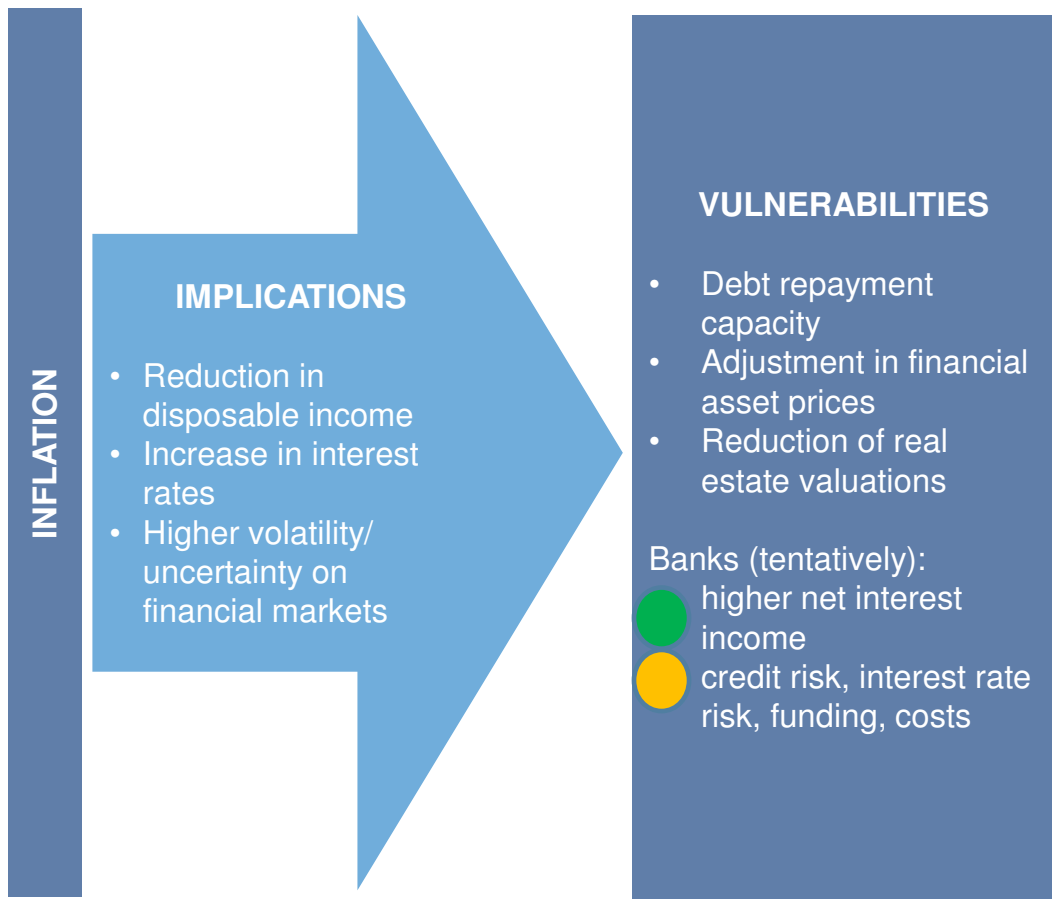 INFLATION
IMPLICATIONS
• Reduction in
disposable income
• Increase in interest
rates
• Higher volatility/
uncertainty on
financial markets
VULNERABILITIES
• Debt repayment
capacity
• Adjustment in financial
asset prices
• Reduction of real
estate valuations
Banks (tentatively):
higher net interest
income
credit risk, interest rate
risk, funding, costs